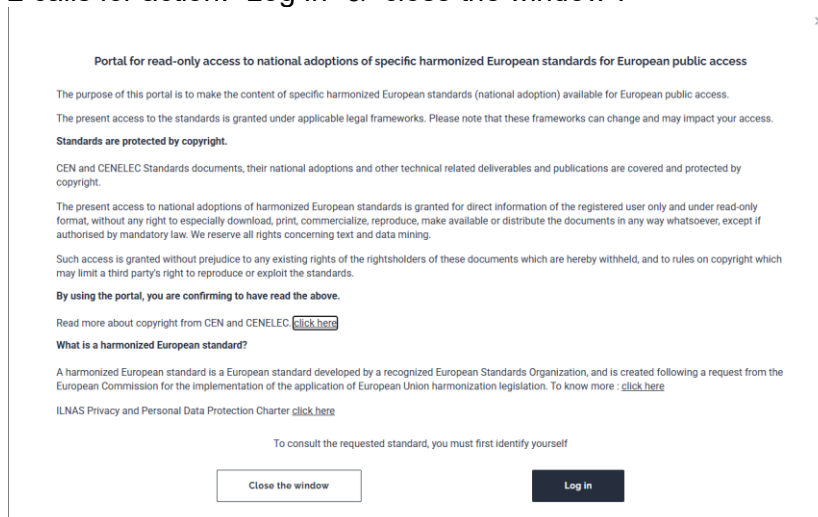 Portal for read-only access to national adoptions of specific harmonized European standards for European public access
The purpose of this portal is to make the content of specific harmonized European standards (national adoption) available for European public access.
The present access to the standards is granted under applicable legal frameworks. Please note that these frameworks can change and may impact your access.
Standards are protected by copyright.
CEN and CENELEC Standards documents, their national adoptions and other technical related deliverables and publications are covered and protected by
copyright.
The present access to national adoptions of harmonized European standards is granted for direct information of the registered user only and under read-only
format, without any right to especially download, print, commercialize, reproduce, make available or distribute the documents in any way whatsoever, except if
authorised by mandatory law. We reserve all rights concerning text and data mining.
Such access is granted without prejudice to any existing rights of the rightsholders of these documents which are hereby withheld, and to rules on copyright which
may limit a third party's right to reproduce or exploit the standards.
By using the portal, you are confirming to have read the above.
Read more about copyright from CEN and CENELEC. click here
What is a harmonized European standard?
A harmonized European standard is a European standard developed by a recognized European Standards Organization, and is created following a request from the
European Commission for the implementation of the application of European Union harmonization legislation. To know more : click here
ILNAS Privacy and Personal Data Protection Charter click here
To consult the requested standard, you must first identify yourself
Close the window
Log in